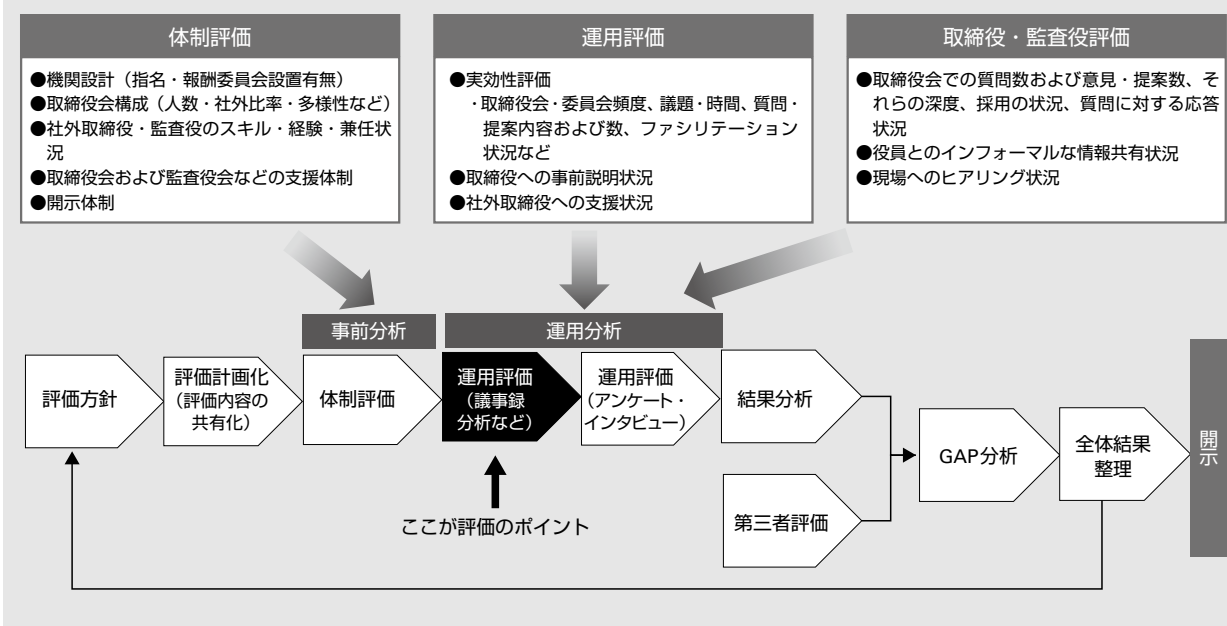 体制評価
●機関設計（指名・報酬委員会設置有無）
●取締役会構成（人数・社外比率・多様性など）
●社外取締役・監査役のスキル・経験・兼任状
況
●取締役会および監査役会などの支援体制
●開示体制
運用評価
●実効性評価
・取締役会・委員会頻度、議題・時間、質問・
提案内容および数、ファシリテーション
状況など
●取締役への事前説明状況
●社外取締役への支援状況
取締役・監査役評価
●取締役会での質問数および意見・提案数、そ
れらの深度、採用の状況、質問に対する応答
状況
●役員とのインフォーマルな情報共有状況
●現場へのヒアリング状況
事前分析
運用分析
評価方針
評価計画化
（評価内容の
共有化）
体制評価
運用評価
（議事録
分析など）
運用評価
（アンケート・
インタビュー）
結果分析
第三者評価
GAP分析
全体結果
整理
開示
ここが評価のポイント